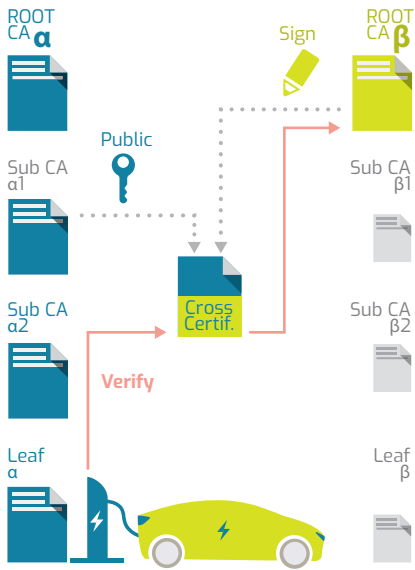 ROOT
CA α
ROOT
CA β
Sign
Public
Sub CA
α1
Sub CA
β1
Cross
Certif.
Sub CA
α2
Sub CA
β2
Verify
Leaf
α
Leaf
β